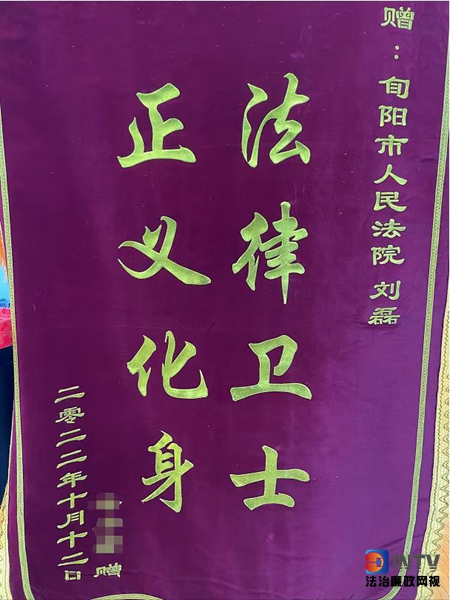 赠：旬阳市人民法院 刘磊
法律卫士
正义化身
赠
二零二二年十月十二日
NTV
法治廉政网视